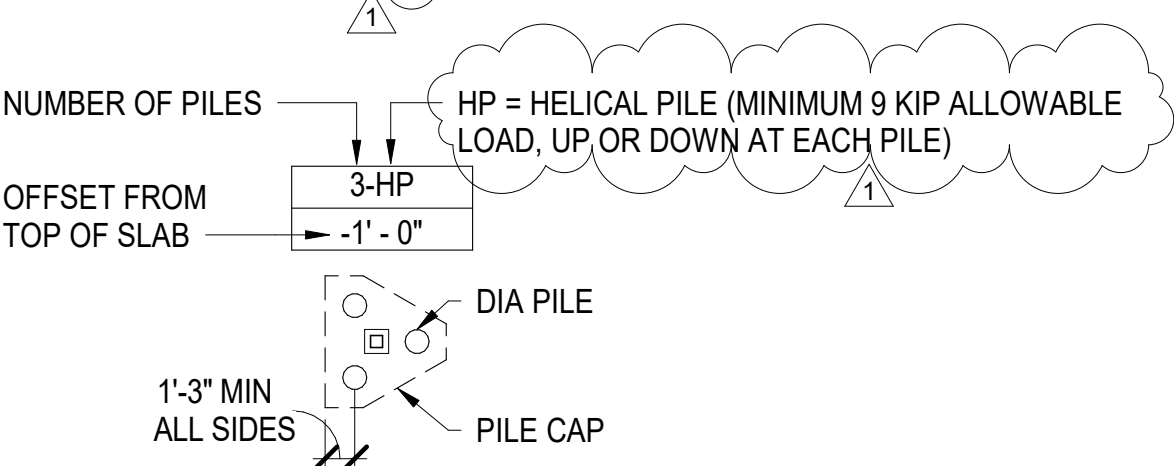 1
NUMBER OF PILES
HP = HELICAL PILE (MINIMUM 9 KIP ALLOWABLE
LOAD, UP OR DOWN AT EACH PILE)
1
3-HP
OFFSET FROM
TOP OF SLAB
-1' - 0"
DIA PILE
1'-3" MIN
ALL SIDES
PILE CAP